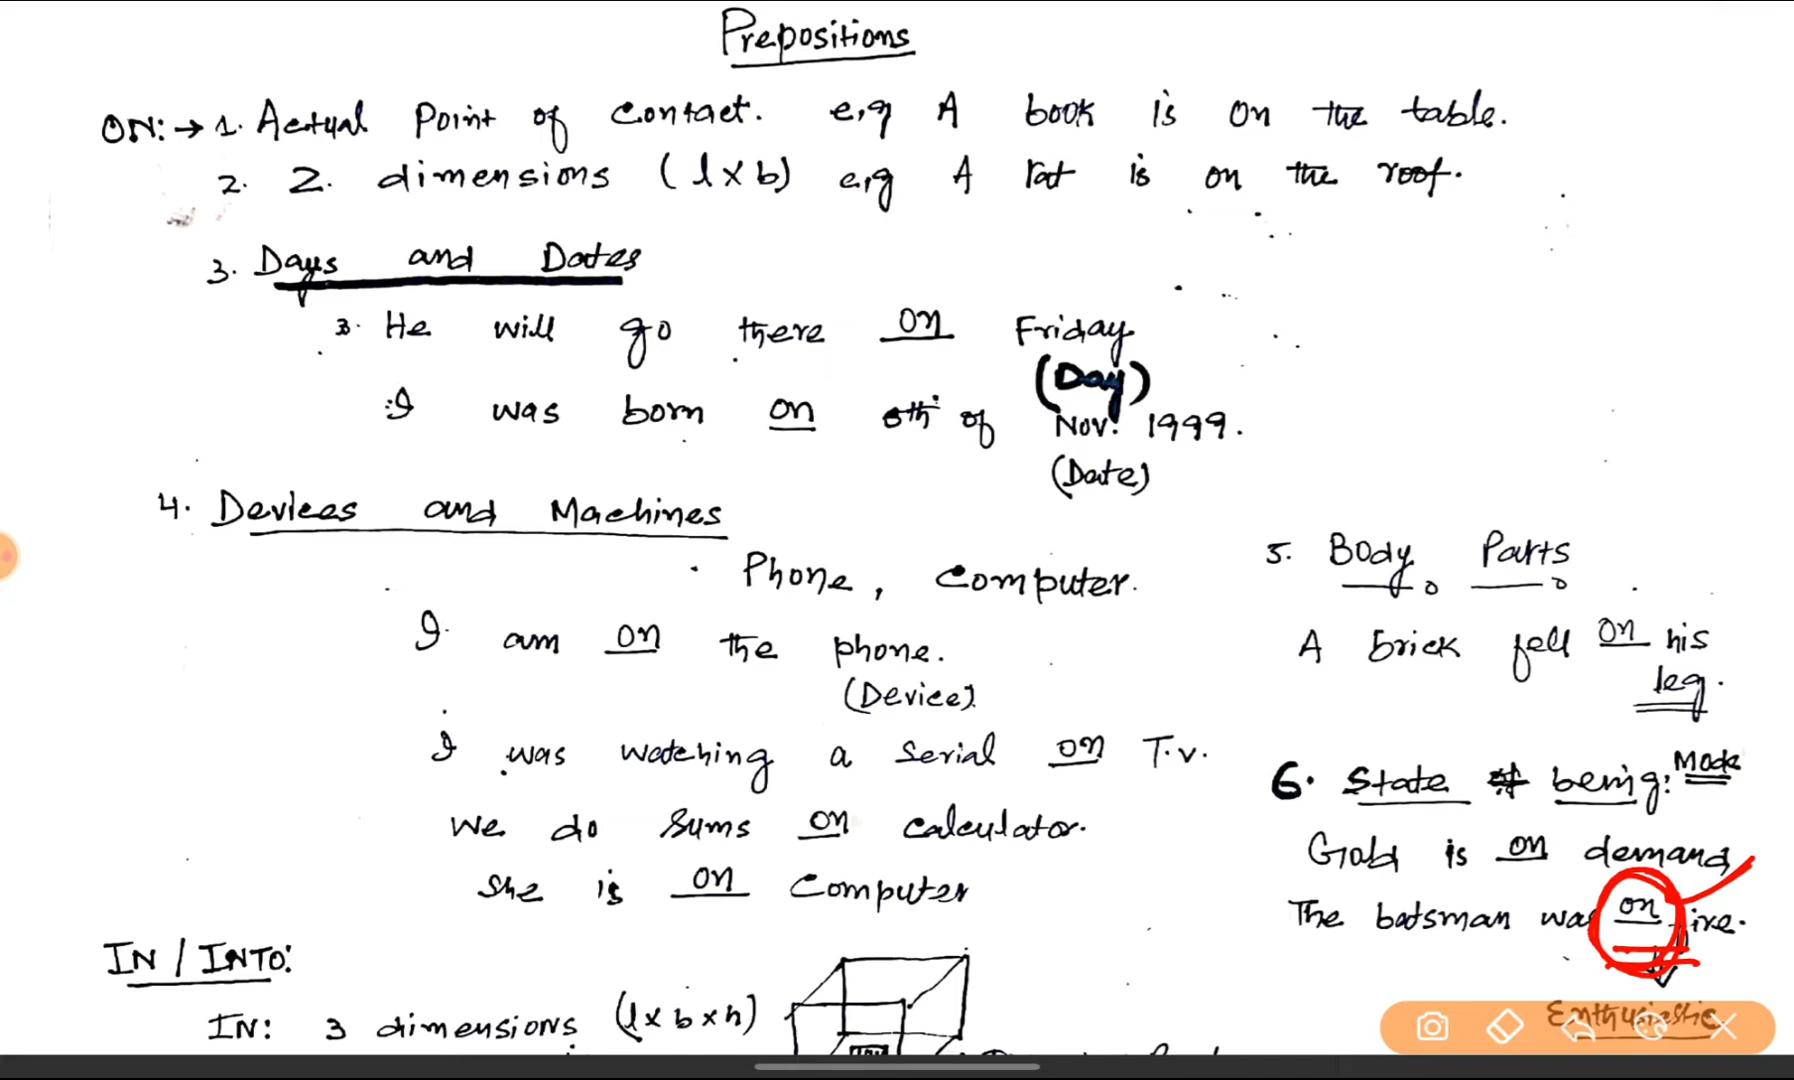 Prepositions
ON: → 1. Actual Point of Contact. e.g A book is on the table.
2. 2. dimensions (l x b) e.g A rat is on the roof.
3. Days and Dates
3. He will go there on Friday
(Day)
I was born on 6th of Nov. 1999.
(Date)
4. Devices and Machines
Phone, Computer.
I am on the phone.
(Device)
I was watching a serial on T.V.
We do sums on calculator.
She is on Computer
5. Body Parts
A brick fell on his
leg.
6. State of being: Mode
Gold is on demand,
The batsman was on fire.
Enthusiastic
IN / INTO:
IN: 3 dimensions (l x b x h)